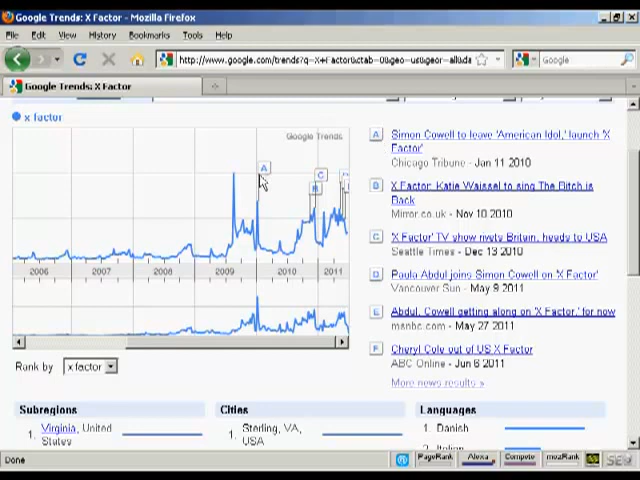 Google Trends: X Factor - Mozilla Firefox
File Edit View History Bookmarks Tools Help
Google
Google Trends: X Factor
x factor
Google Trends
A
C
B
2006 2007 2008 2009 2010 2011
Rank by x factor
A Simon Cowell to leave 'American Idol,' launch 'X
Factor'
Chicago Tribune - Jan 11 2010
B X Factor: Katie Waissel to sing The Bitch is
Back
Mirror.co.uk - Nov 10 2010
C 'X Factor' TV show rivets Britain, heads to USA
Seattle Times - Dec 13 2010
D Paula Abdul joins Simon Cowell on 'X Factor'
Vancouver Sun - May 9 2011
E Abdul, Cowell getting along on 'X Factor,' for now
msnbc.com - May 27 2011
F Cheryl Cole out of US X Factor
ABC Online - Jun 6 2011
More news results »
Subregions
1. Virginia, United
States
Cities
1. Sterling, VA,
USA
Languages
1. Danish
2. Italian
Done
PageRank Alexa Compete mozRank